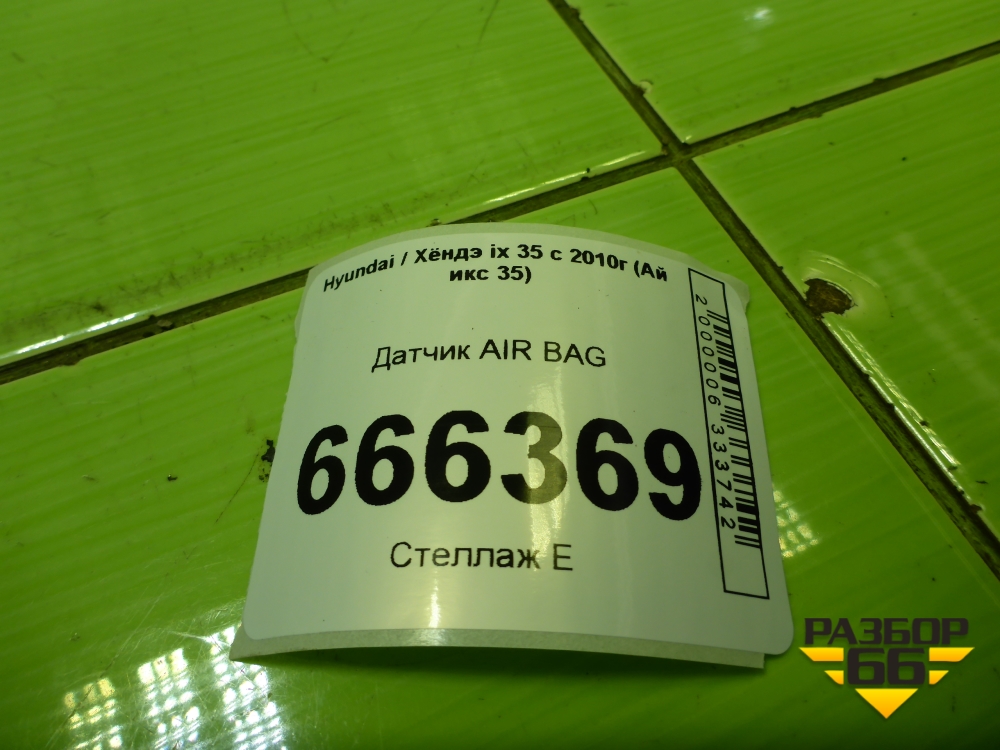 Hyundai / Хёндэ ix 35 с 2010г (Ай
икс 35)
Датчик AIR BAG
666369
Стеллаж Е
2000006333742
РАЗБОР
66